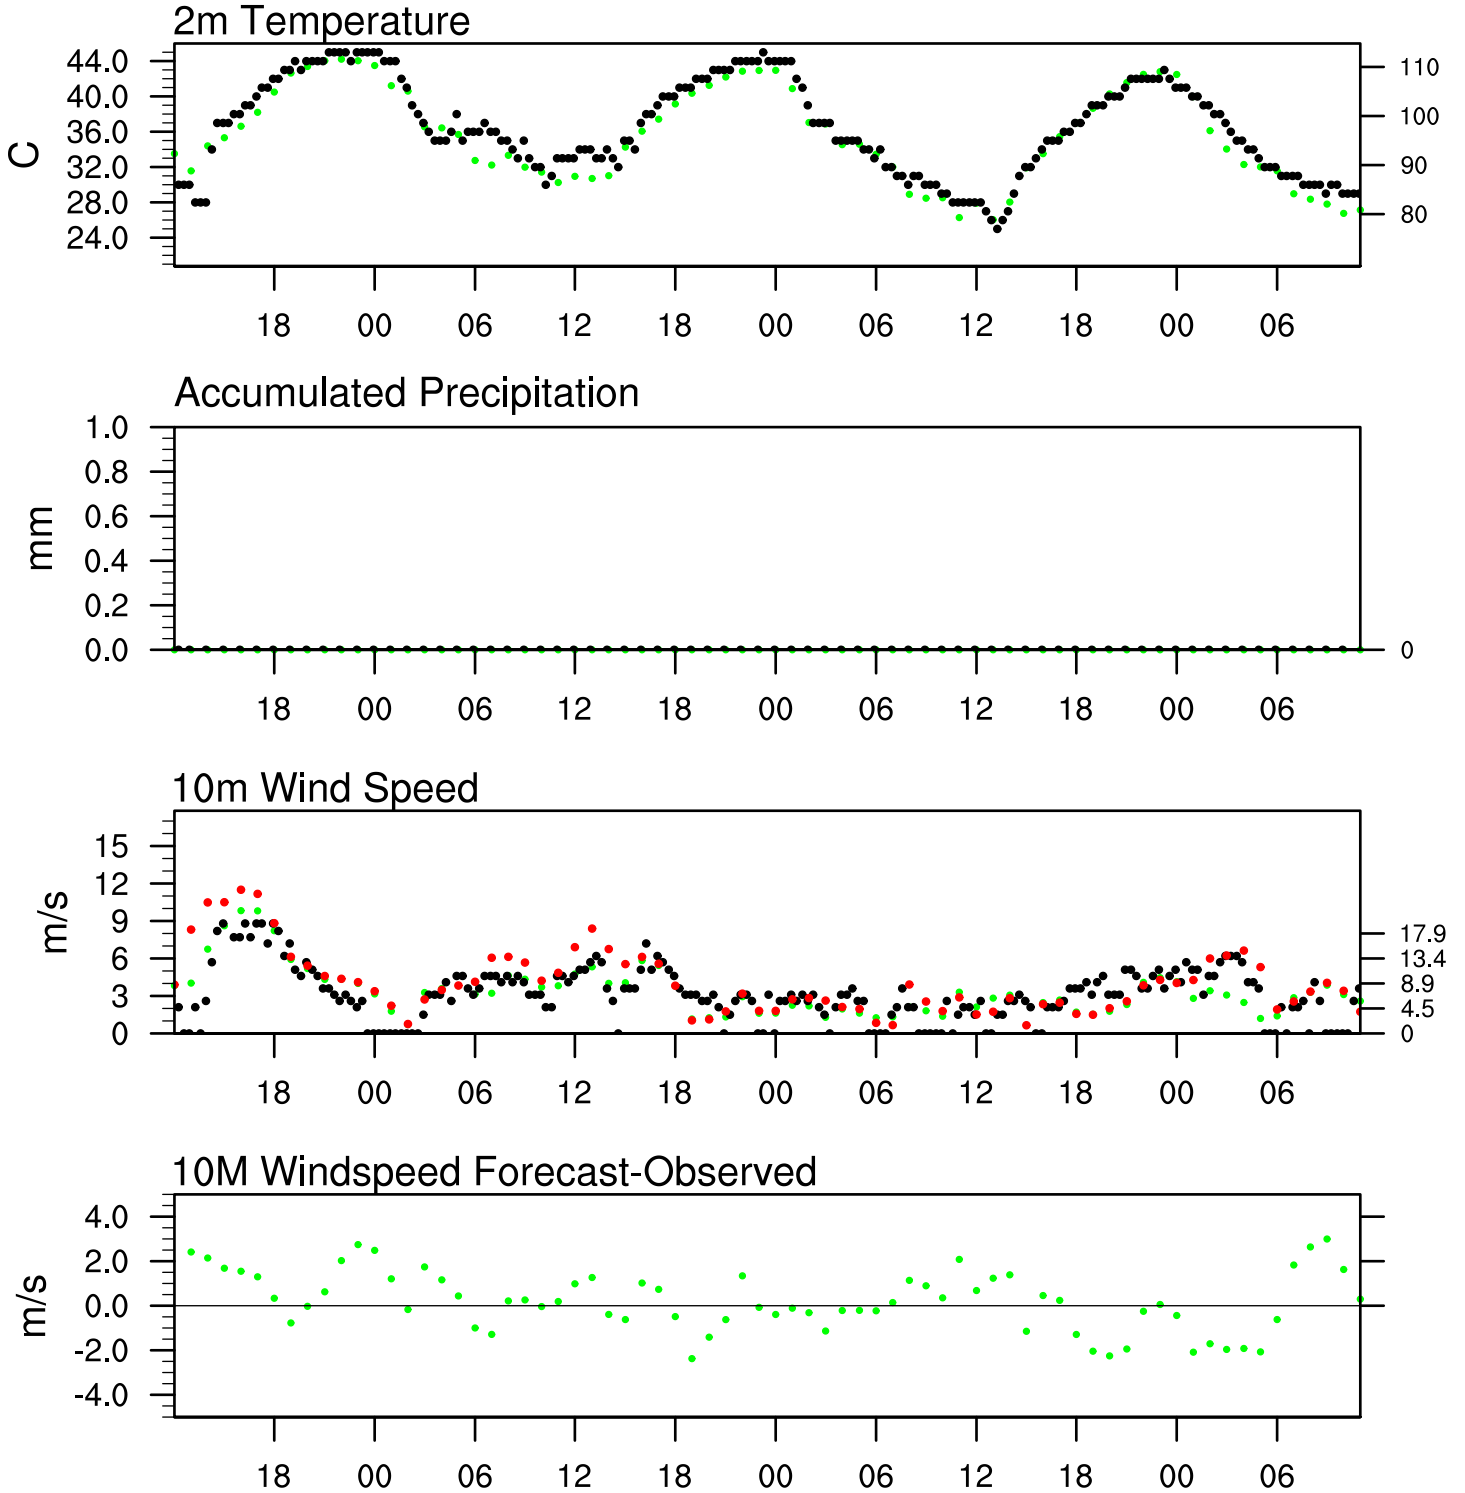 2m Temperature
44.0
40.0
36.0
32.0
28.0
24.0
C
110
100
90
80
18 00 06 12 18 00 06 12 18 00 06
Accumulated Precipitation
1.0
0.8
0.6
0.4
0.2
0.0
mm
0
18 00 06 12 18 00 06 12 18 00 06
10m Wind Speed
15
12
9
6
3
0
m/s
17.9
13.4
8.9
4.5
0
18 00 06 12 18 00 06 12 18 00 06
10M Windspeed Forecast-Observed
4.0
2.0
0.0
-2.0
-4.0
m/s
18 00 06 12 18 00 06 12 18 00 06